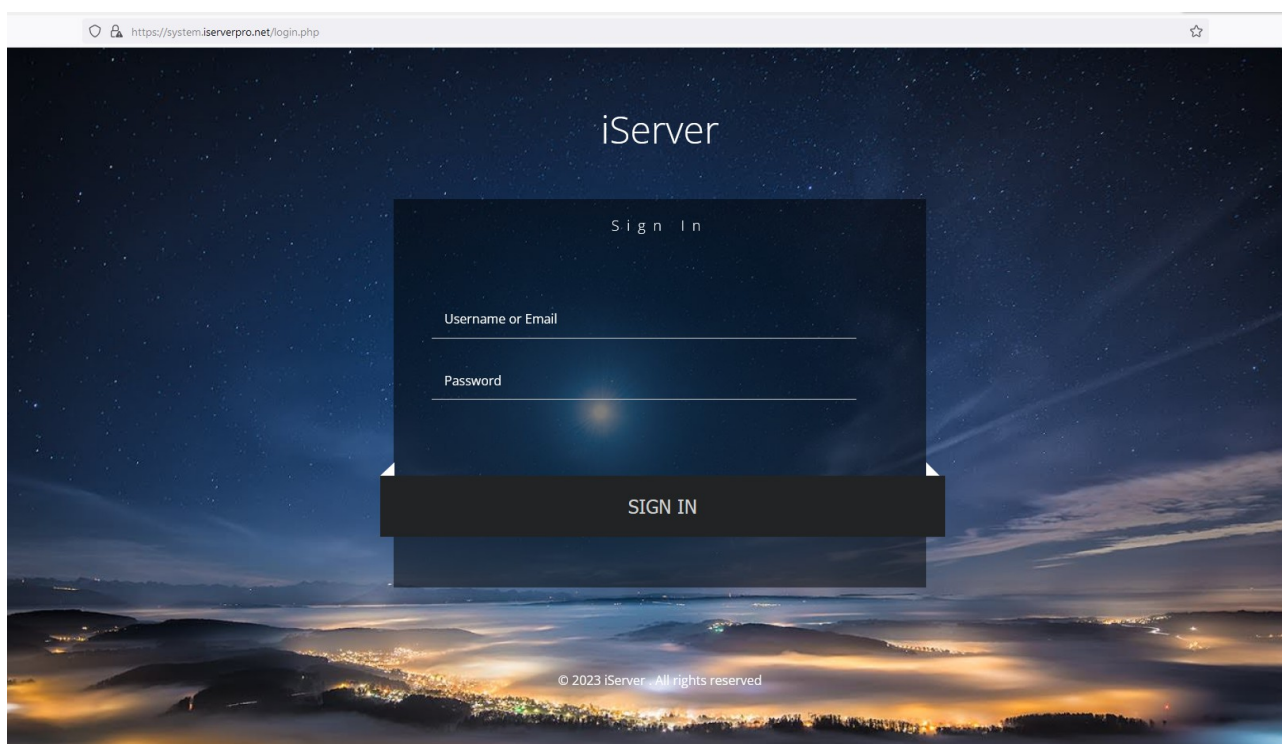 https://system.iserverpro.net/login.php
iServer
Sign In
Username or Email
Password
SIGN IN
© 2023 iServer . All rights reserved